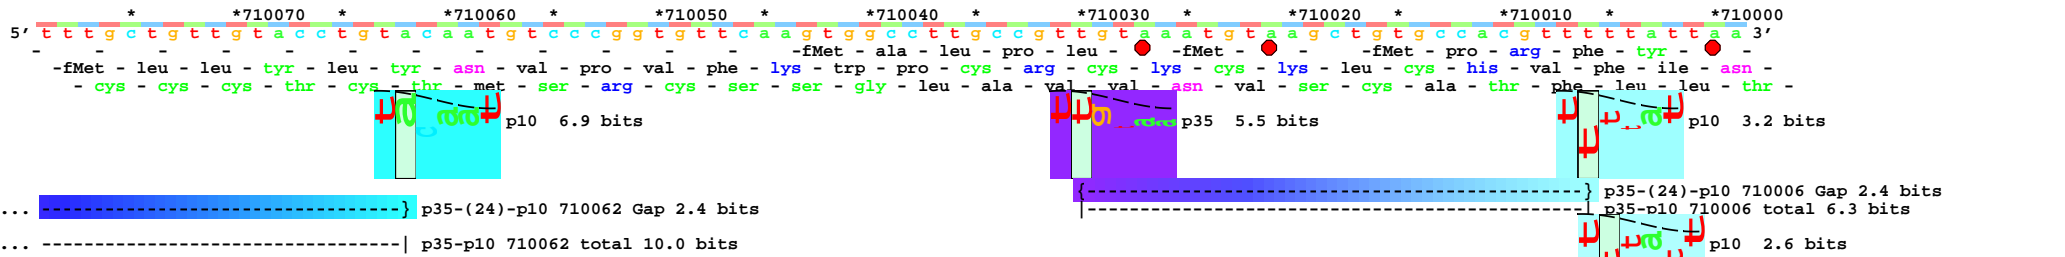 * *710070 * *710060 * *710050 * *710040 * *710030 * *710020 * *710010 * *710000
5' t t t g c t g t t g t a c c t g t a c a a t g t c c c g g t g t t c a a g t g g c c t t g c c g t t g t a a a t g t a a g c t g t g c c a c g t t t t t a t t a a 3'
- - - - - - - - - - - - -fMet - ala - leu - pro - leu - -fMet - -fMet - pro - arg - phe - tyr - -
-fMet - leu - leu - tyr - leu - tyr - asn - val - pro - val - phe - lys - trp - pro - cys - arg - cys - lys - cys - lys - leu - cys - his - val - phe - ile - asn -
- cys - cys - cys - thr - cys - thr - met - ser - arg - cys - ser - ser - gly - leu - ala - val - val - asn - val - ser - cys - ala - thr - phe - leu - leu - thr -
p10 6.9 bits
p35 5.5 bits
p10 3.2 bits
{------------------------} p35-(24)-p10 710006 Gap 2.4 bits
... -----------------} p35-(24)-p10 710062 Gap 2.4 bits
|------------------------| p35-p10 710006 total 6.3 bits
... -----------------| p35-p10 710062 total 10.0 bits
p10 2.6 bits